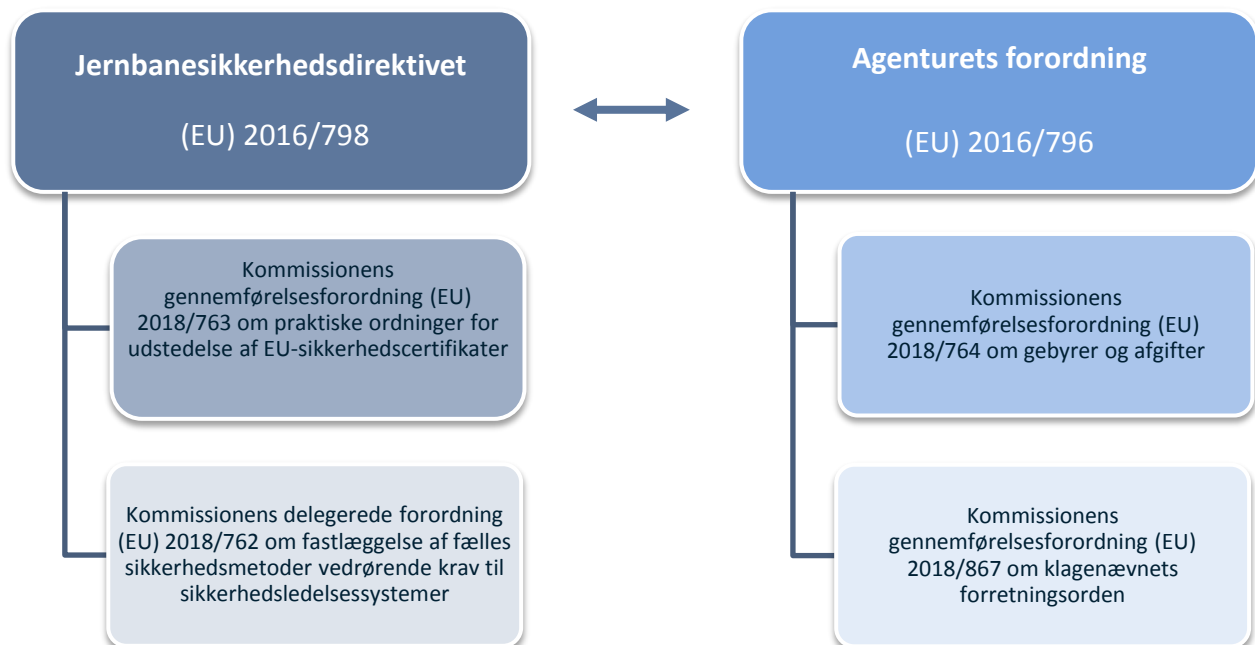 Jernbanesikkerhedsdirektivet
(EU) 2016/798
Kommissionens
gennemførelsesforordning (EU)
2018/763 om praktiske ordninger for
udstedelse af EU-sikkerhedscertifikater
Kommissionens delegerede forordning
(EU) 2018/762 om fastlæggelse af fælles
sikkerhedsmetoder vedrørende krav til
sikkerhedsledelsessystemer
Agenturets forordning
(EU) 2016/796
Kommissionens
gennemførelsesforordning (EU)
2018/764 om gebyrer og afgifter
Kommissionens
gennemførelsesforordning (EU)
2018/867 om klagenævnets
forretningsorden